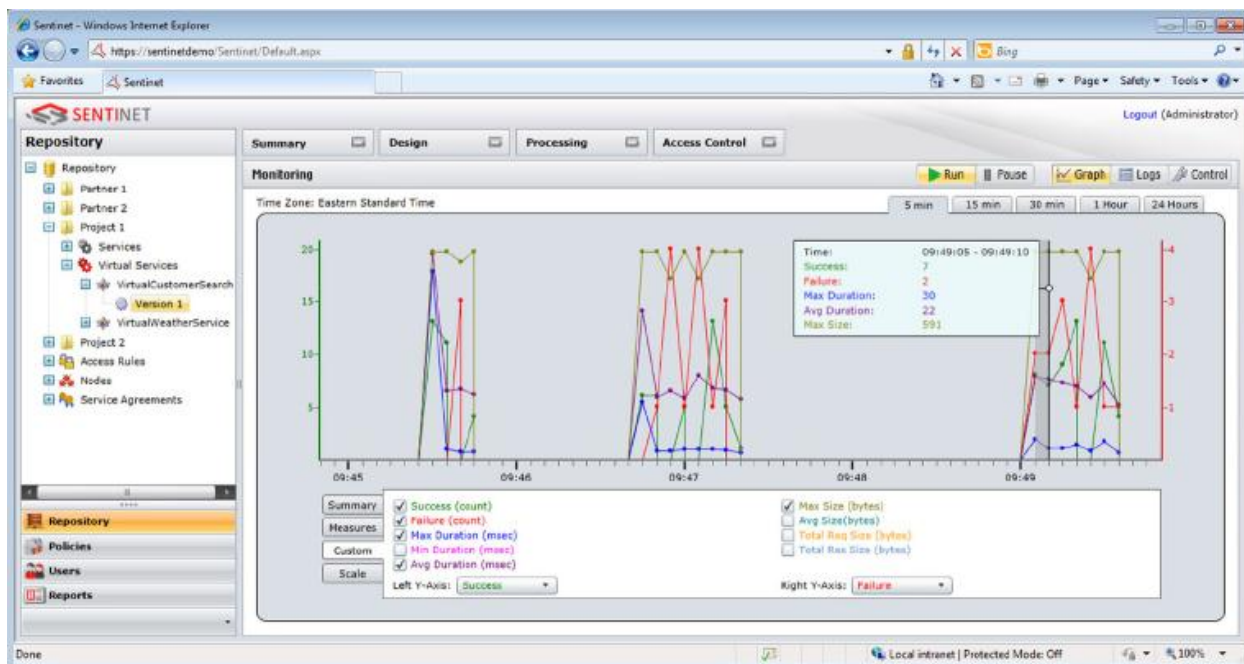 Sentinet - Windows Internet Explorer
https://sentinetdemo/Sentinet/Default.aspx
Bing
Favorites Sentinet
Page Safety Tools
SENTINET
Logout (Administrator)
Repository
Summary Design Processing Access Control
Repository
Partner 1
Partner 2
Project 1
Services
Virtual Services
VirtualCustomerSearch
Version 1
VirtualWeatherService
Project 2
Access Rules
Nodes
Service Agreements
Repository
Policies
Users
Reports
Monitoring
Run Pause Graph Logs Control
Time Zone: Eastern Standard Time
5 min 15 min 30 min 1 Hour 24 Hours
20
15
10
5
Time: 09:49:05 - 09:49:10
Success: 7
Failure: 2
Max Duration: 30
Avg Duration: 22
Max Size: 591
4
3
2
1
09:45 09:46 09:47 09:48 09:49
Summary
Measures
Custom
Scale
Success (count)
Failure (count)
Max Duration (msec)
Min Duration (msec)
Avg Duration (msec)
Left Y-Axis: Success
Max Size (bytes)
Avg Size(bytes)
Total Req Size (bytes)
Total Res Size (bytes)
Right Y-Axis: Failure
Done
Local intranet | Protected Mode: Off
100%